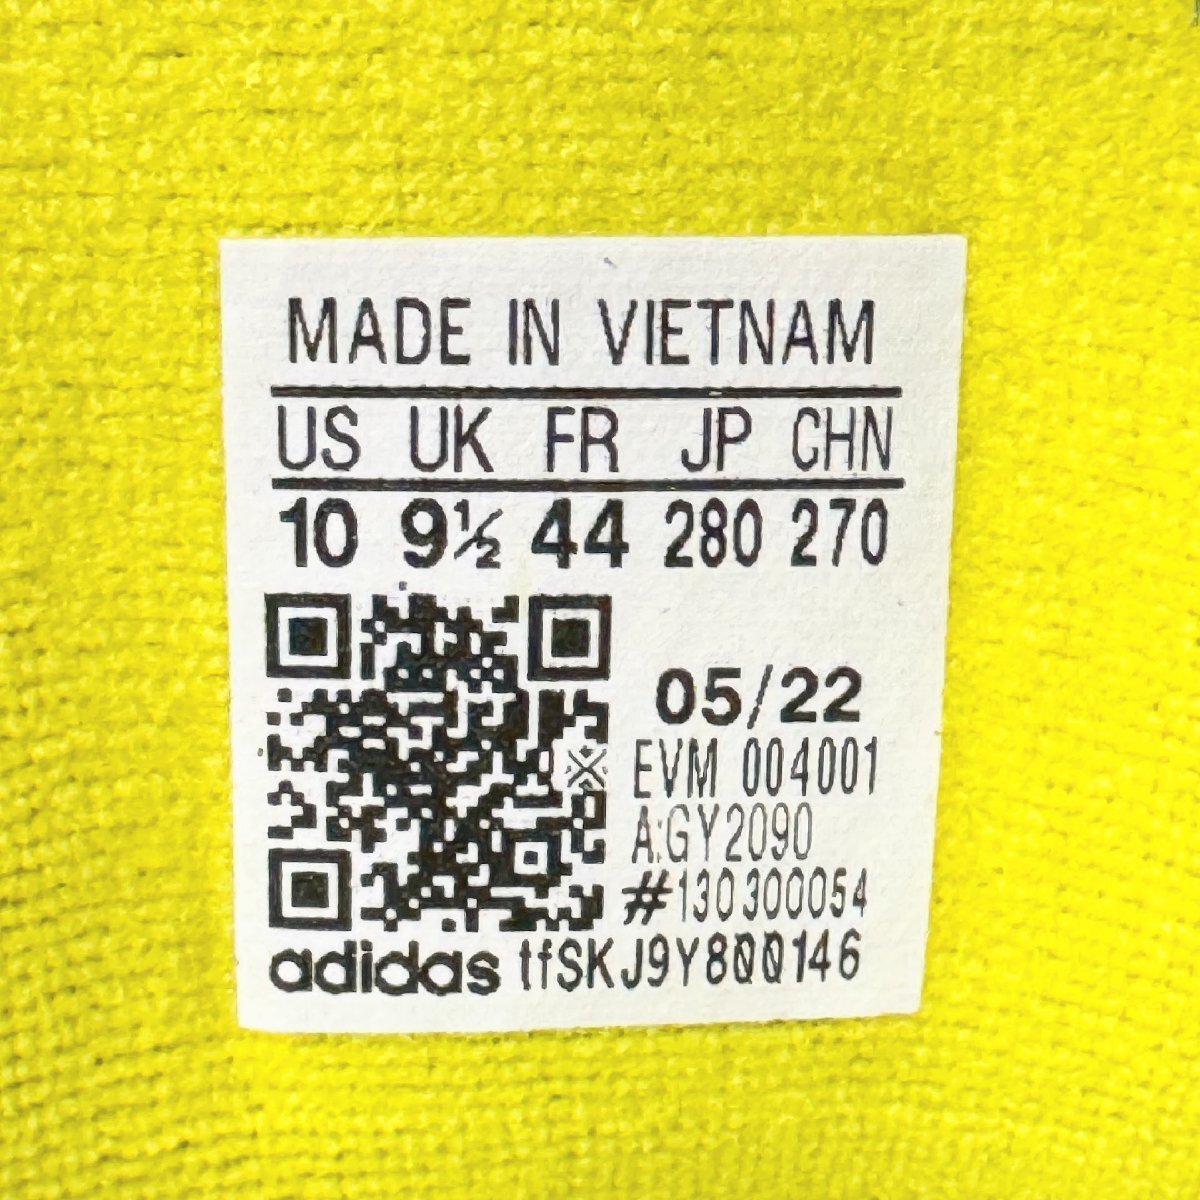 MADE IN VIETNAM
US UK FR JP CHN
10 9½ 44 280 270
05/22
※ EVM 004001
A:GY2090
#130300054
adidas tfSKJ9Y800146